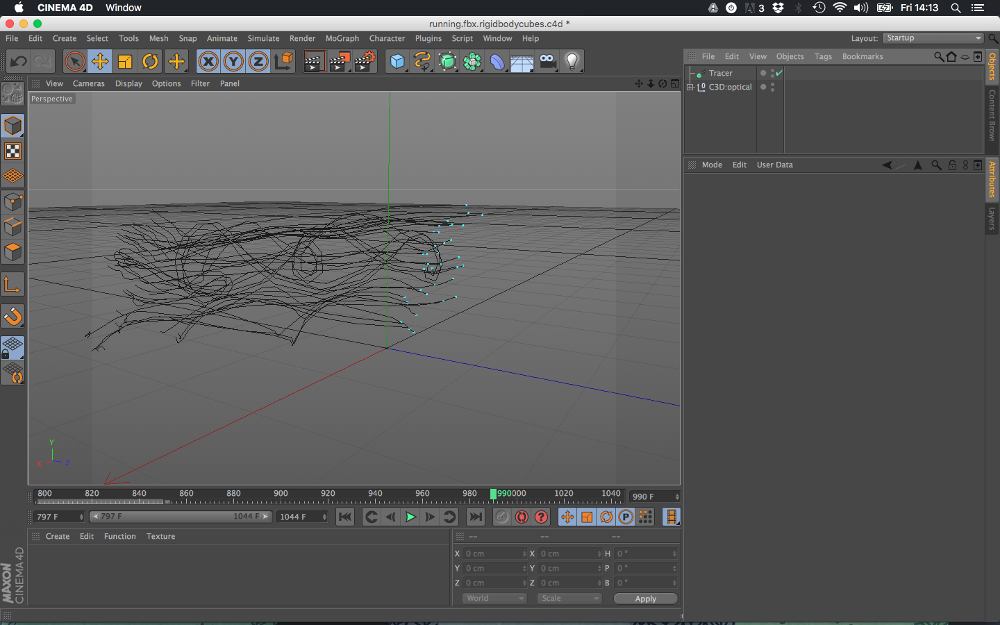 CINEMA 4D Window 3 Fri 14:13
running.fbx.rigidbodycubes.c4d *
File Edit Create Select Tools Mesh Snap Animate Simulate Render MoGraph Character Plugins Script Window Help Layout: Startup
X Y Z
File Edit View Objects Tags Bookmarks
Objects
Content Brows
Tracer
0 C3D:optical
View Cameras Display Options Filter Panel
Perspective
Mode Edit User Data
Attributes
Layers
Y
X Z
800 820 840 860 880 900 920 940 960 980 990 000 1020 1040 990 F
797 F 797 F 1044 F 1044 F ? P
Create Edit Function Texture
-- -- --
X 0 cm X 0 cm H 0 °
Y 0 cm Y 0 cm P 0 °
Z 0 cm Z 0 cm B 0 °
World Scale Apply
MAXON
CINEMA 4D